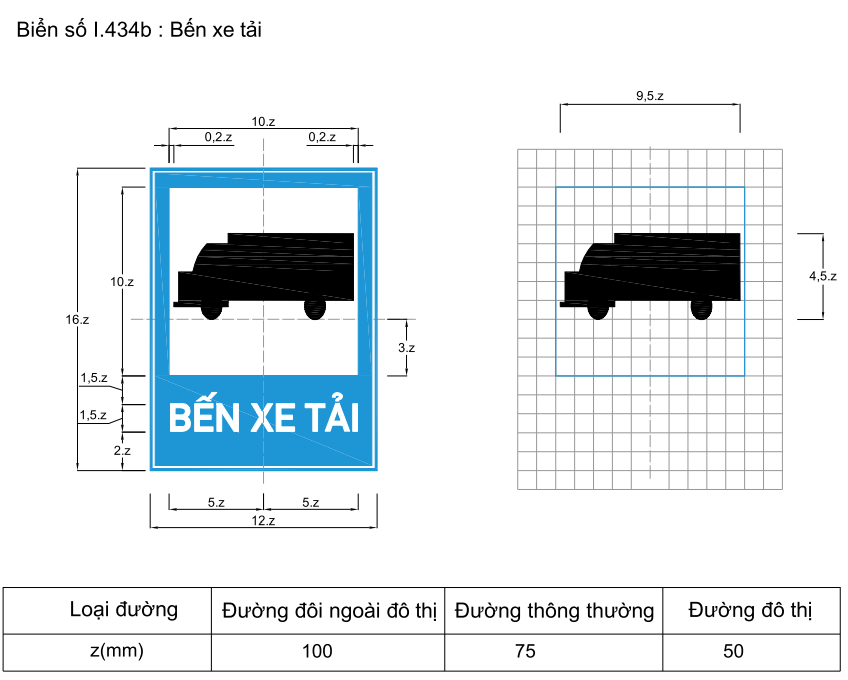 Biển số I.434b : Bến xe tải
9,5.z
10.z
0,2.z 0,2.z
10.z
4,5.z
16.z
3.z
1,5.z
1,5.z
BẾN XE TẢI
2.z
5.z 5.z
12.z
Loại đường Đường đôi ngoài đô thị Đường thông thường Đường đô thị
z(mm) 100 75 50